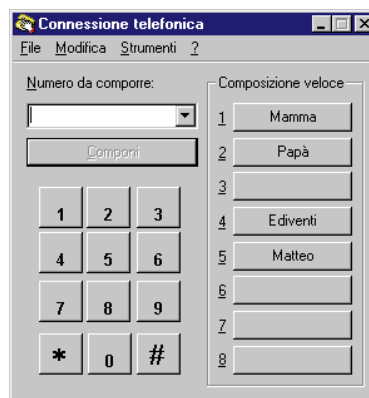 Connessione telefonica
File Modifica Strumenti ?
Numero da comporre:
Componi
1 2 3
4 5 6
7 8 9
* 0 #
Composizione veloce
1 Mamma
2 Papà
3
4 Ediventi
5 Matteo
6
7
8